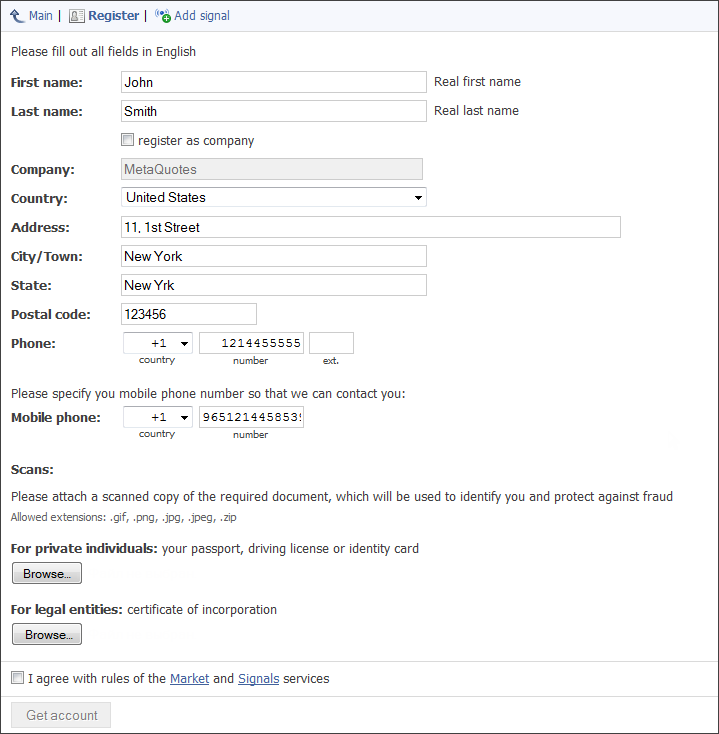 Main | Register | Add signal
Please fill out all fields in English
First name: John Real first name
Last name: Smith Real last name
register as company
Company: MetaQuotes
Country: United States
Address: 11, 1st Street
City/Town: New York
State: New Yrk
Postal code: 123456
Phone: +1 1214455555
country number ext.
Please specify you mobile phone number so that we can contact you:
Mobile phone: +1 965121445853
country number
Scans:
Please attach a scanned copy of the required document, which will be used to identify you and protect against fraud
Allowed extensions: .gif, .png, .jpg, .jpeg, .zip
For private individuals: your passport, driving license or identity card
Browse...
For legal entities: certificate of incorporation
Browse...
I agree with rules of the Market and Signals services
Get account